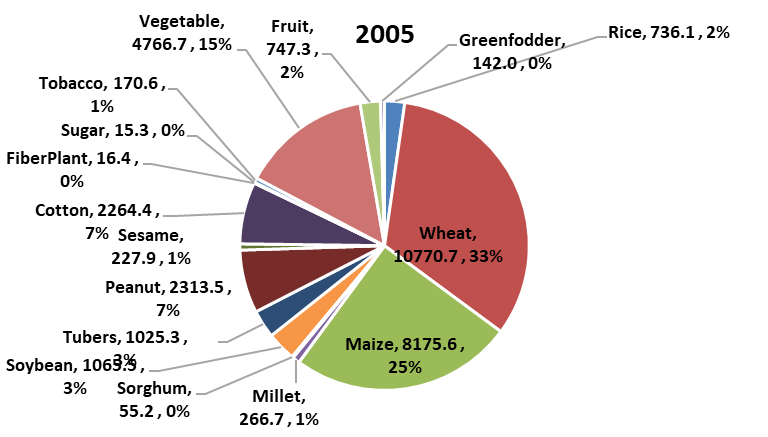 2005
Vegetable,
4766.7, 15%
Fruit,
747.3 ,
2%
Greenfodder,
142.0, 0%
Rice, 736.1, 2%
Tobacco, 170.6 ,
1%
Sugar, 15.3 , 0%
FiberPlant, 16.4 ,
0%
Cotton, 2264.4 ,
7%
Sesame,
227.9 , 1%
Peanut, 2313.5 ,
7%
Tubers, 1025.3 ,
3%
Soybean,
3%
Sorghum,
55.2 , 0%
Millet,
266.7 , 1%
Maize, 8175.6 ,
25%
Wheat,
10770.7 , 33%